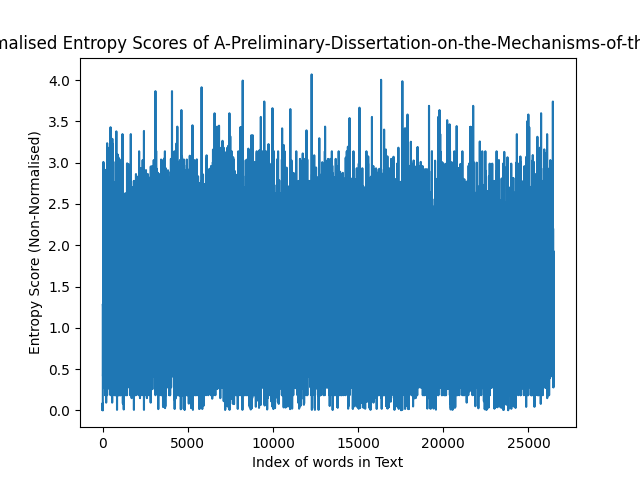 malised Entropy Scores of A-Preliminary-Dissertation-on-the-Mechanisms-of-th
4.0
3.5
3.0
2.5
2.0
1.5
1.0
0.5
0.0
Entropy Score (Non-Normalised)
0 5000 10000 15000 20000 25000
Index of words in Text